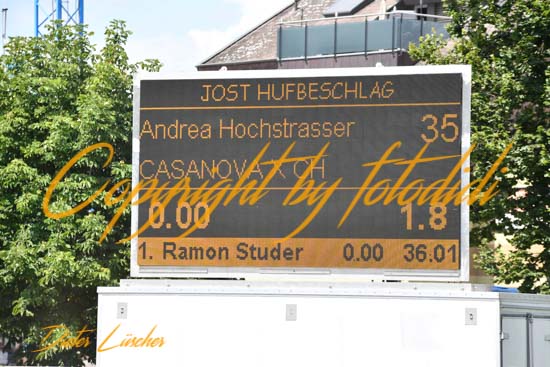 JOST HUFBESCHLAG
Andrea Hochstrasser 35
CASANOVA X CH
Copyright by fotodidi
0.00 1.8
1. Ramon Studer 0.00 36.01
Dieter Lüscher